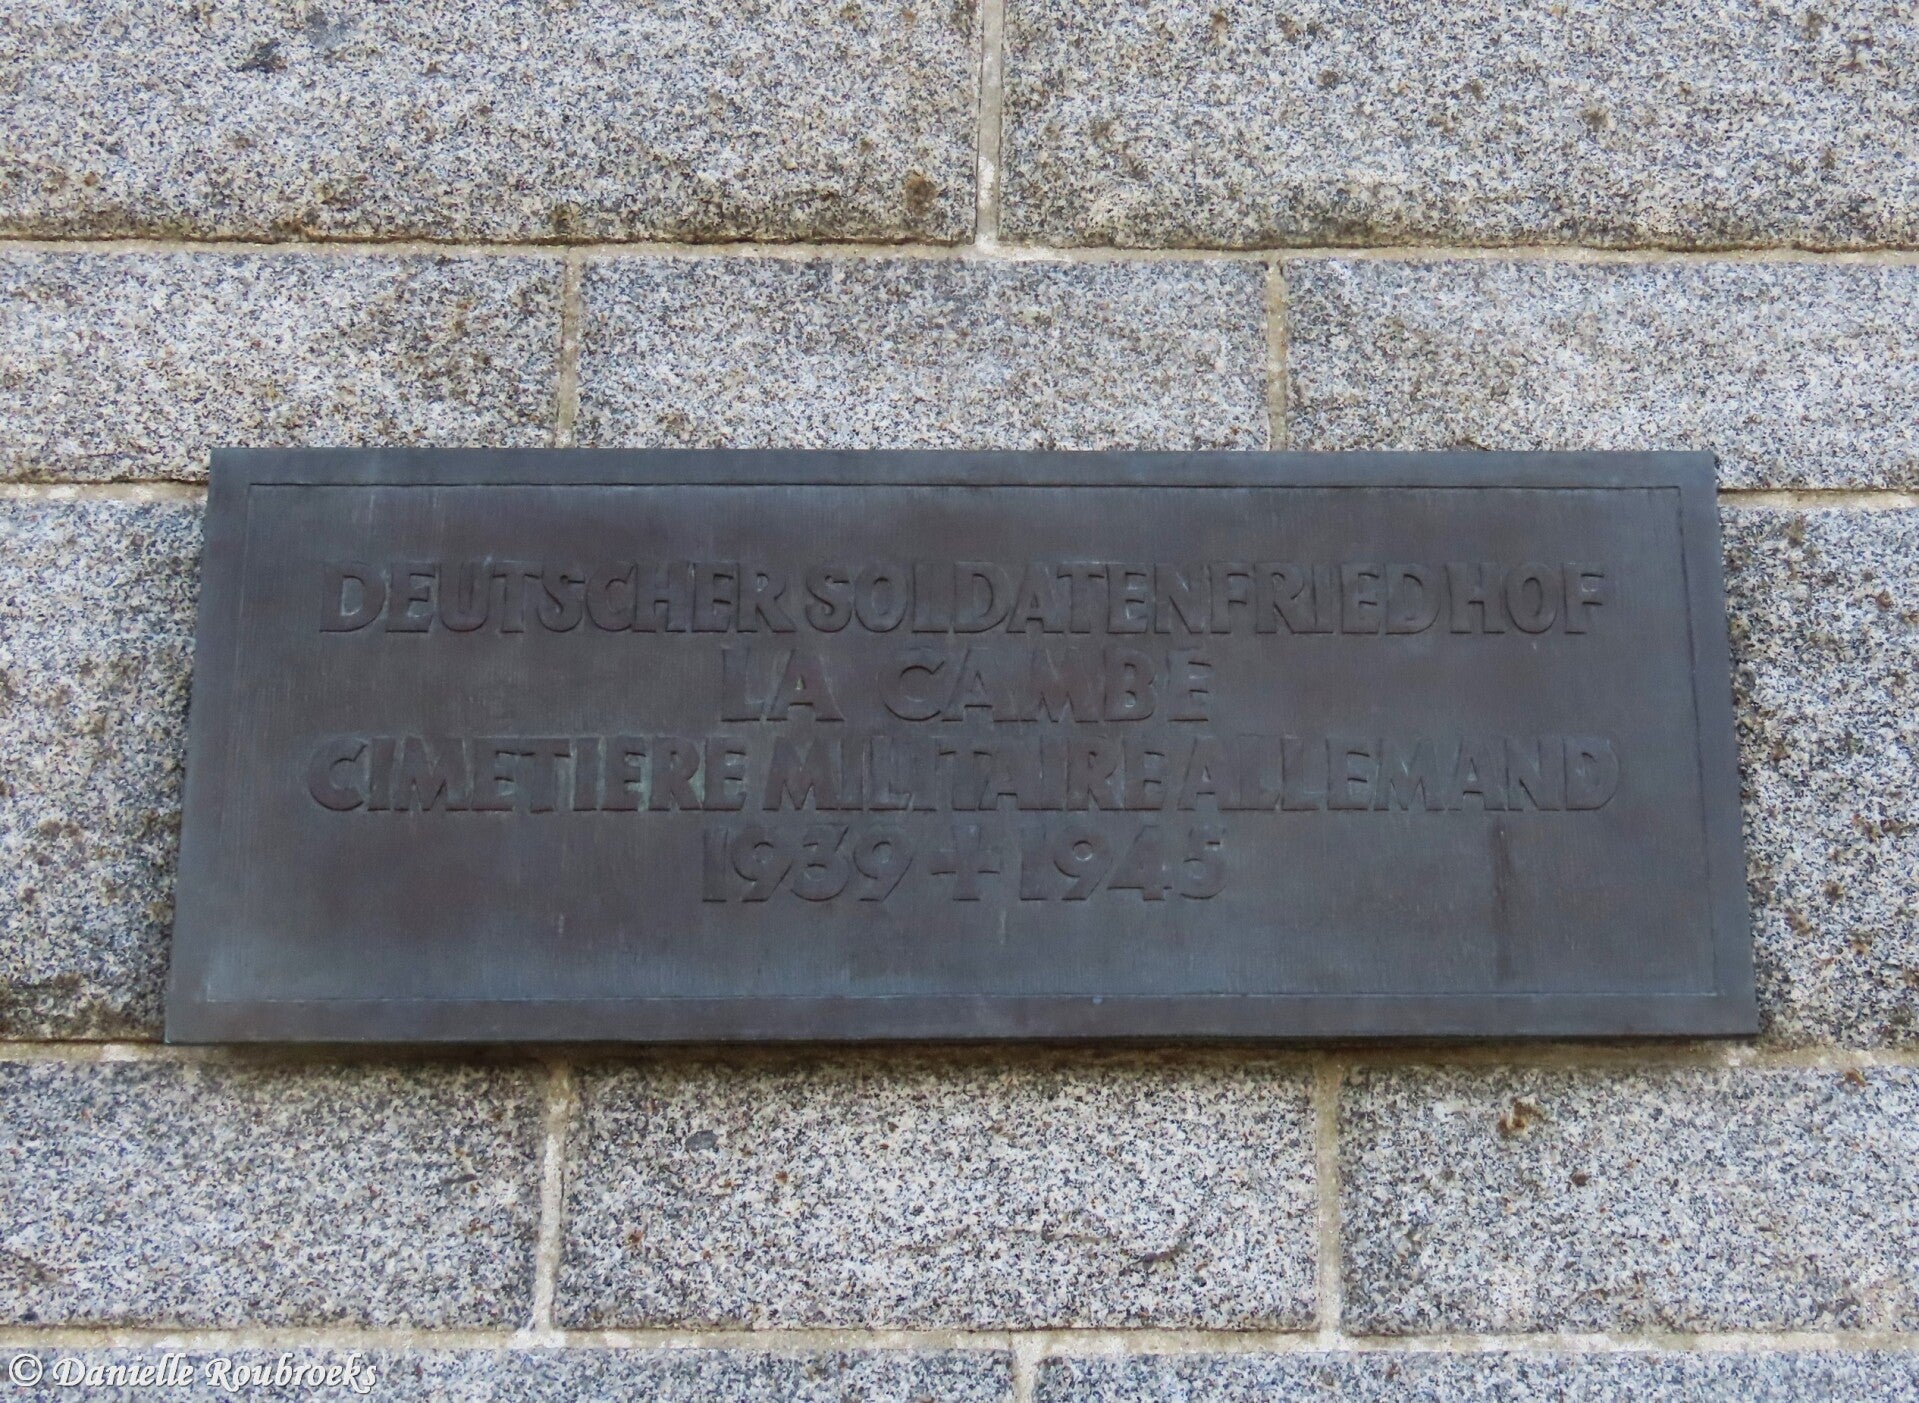 DEUTSCHER SOLDATENFRIEDHOF
LA CAMBE
CIMETIERE MILITAIRE ALLEMAND
1939 + 1945
© Danielle Roubroeks